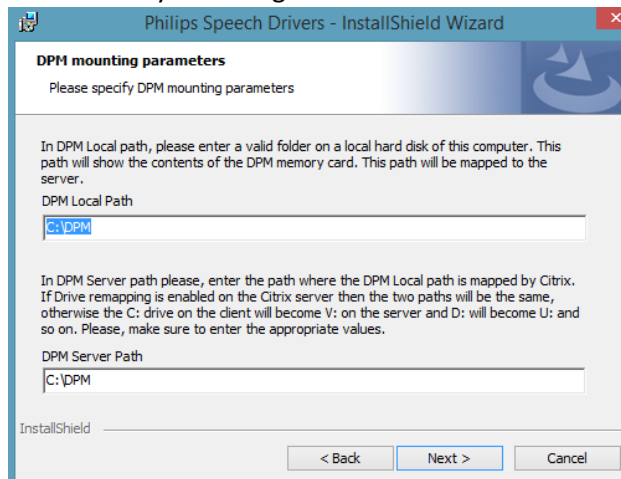 Philips Speech Drivers - InstallShield Wizard
DPM mounting parameters
Please specify DPM mounting parameters
In DPM Local path, please enter a valid folder on a local hard disk of this computer. This
path will show the contents of the DPM memory card. This path will be mapped to the
server.
DPM Local Path
C:\DPM
In DPM Server path please, enter the path where the DPM Local path is mapped by Citrix.
If Drive remapping is enabled on the Citrix server then the two paths will be the same,
otherwise the C: drive on the client will become V: on the server and D: will become U: and
so on. Please, make sure to enter the appropriate values.
DPM Server Path
C:\DPM
InstallShield
< Back Next > Cancel